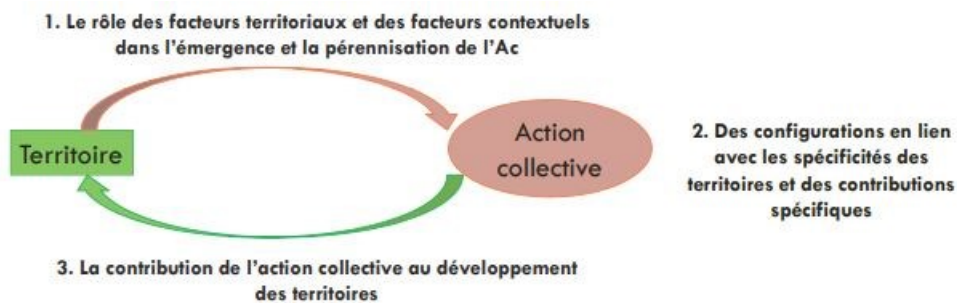 1. Le rôle des facteurs territoriaux et des facteurs contextuels
dans l'émergence et la pérennisation de l'Ac
Territoire
Action
collective
2. Des configurations en lien
avec les spécificités des
territoires et des contributions
spécifiques
3. La contribution de l'action collective au développement
des territoires